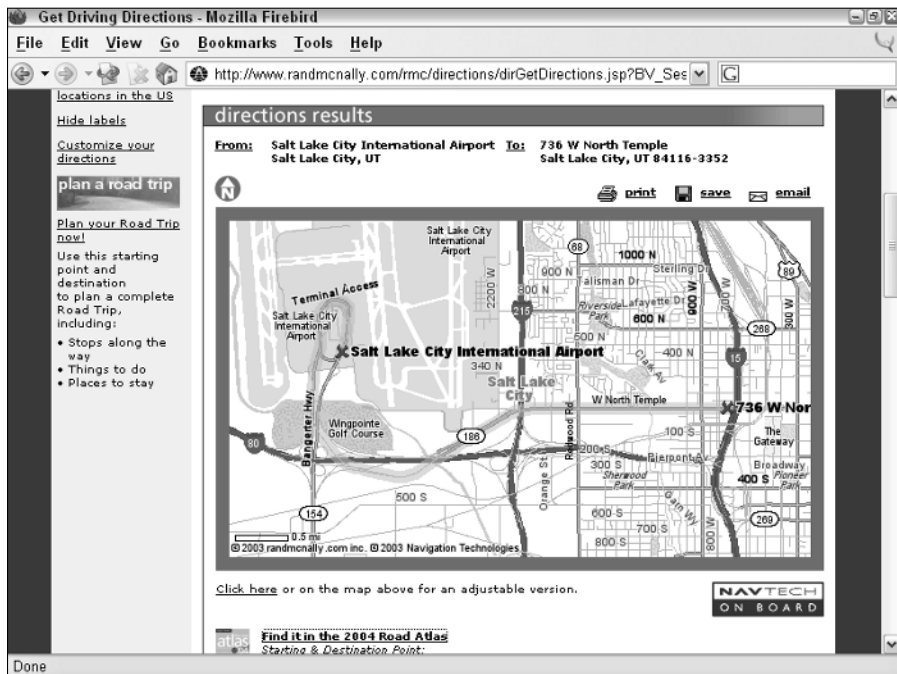 Get Driving Directions - Mozilla Firebird
File Edit View Go Bookmarks Tools Help
http://www.randmcnally.com/rmc/directions/dirGetDirections.jsp?BV_Ses
G
locations in the US
Hide labels
Customize your
directions
plan a road trip
Plan your Road Trip
now!
Use this starting
point and
destination
to plan a complete
Road Trip,
including:
• Stops along the
way
• Things to do
• Places to stay
directions results
From: Salt Lake City International Airport To: 736 W North Temple
Salt Lake City, UT Salt Lake City, UT 84116-3352
N
print save email
Salt Lake City
International
Airport
68
1000 N
Sterling Dr
89
900 N
Talisman Dr
2200 W
800 N
Terminal Access
Riverside
Park
Lafayette Dr
600 N
900 W
300 W
Salt Lake City
International
Airport
215
268
500 N
Salt Lake City International Airport
400 N
15
340 N
Clark Av
Salt Lake
City
W North Temple
736 W Nor
Bangerter Hwy
Wingpointe
Golf Course
Redwood Rd
186
100 S
The
Gateway
80
200 S
Pierpont Av
300 S
Broadway
Sherwood
Park
400 S
Pioneer
Park
Orange St
500 S
154
600 S
700 S
800 S
800 W
269
0.5 mi
© 2003 randmcnally.com inc. © 2003 Navigation Technologies
Click here or on the map above for an adjustable version.
NAVTECH
ON BOARD
atlas
Find it in the 2004 Road Atlas
Starting & Destination Point:
Done